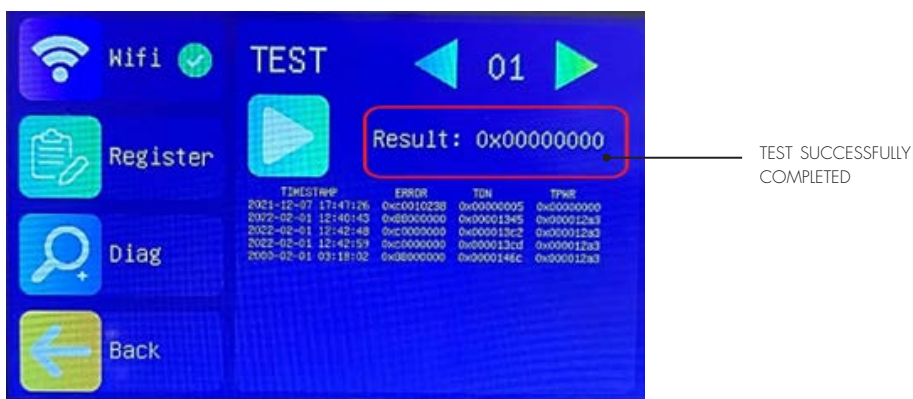 Wifi
TEST
01
Result: 0x00000000
TEST SUCCESSFULLY
COMPLETED
Register
TIMESTAMP ERROR TON TPWR
2021-12-07 17:47:26 0xc0010238 0x00000005 0x00000000
2022-02-01 12:40:43 0x08000000 0x00001345 0x000012a3
2022-02-01 12:42:48 0xc0000000 0x000013c2 0x000012a3
2022-02-01 12:42:59 0xc0000000 0x000013cd 0x000012a3
2003-02-01 03:18:02 0x08000000 0x0000146c 0x000012a3
Diag
Back